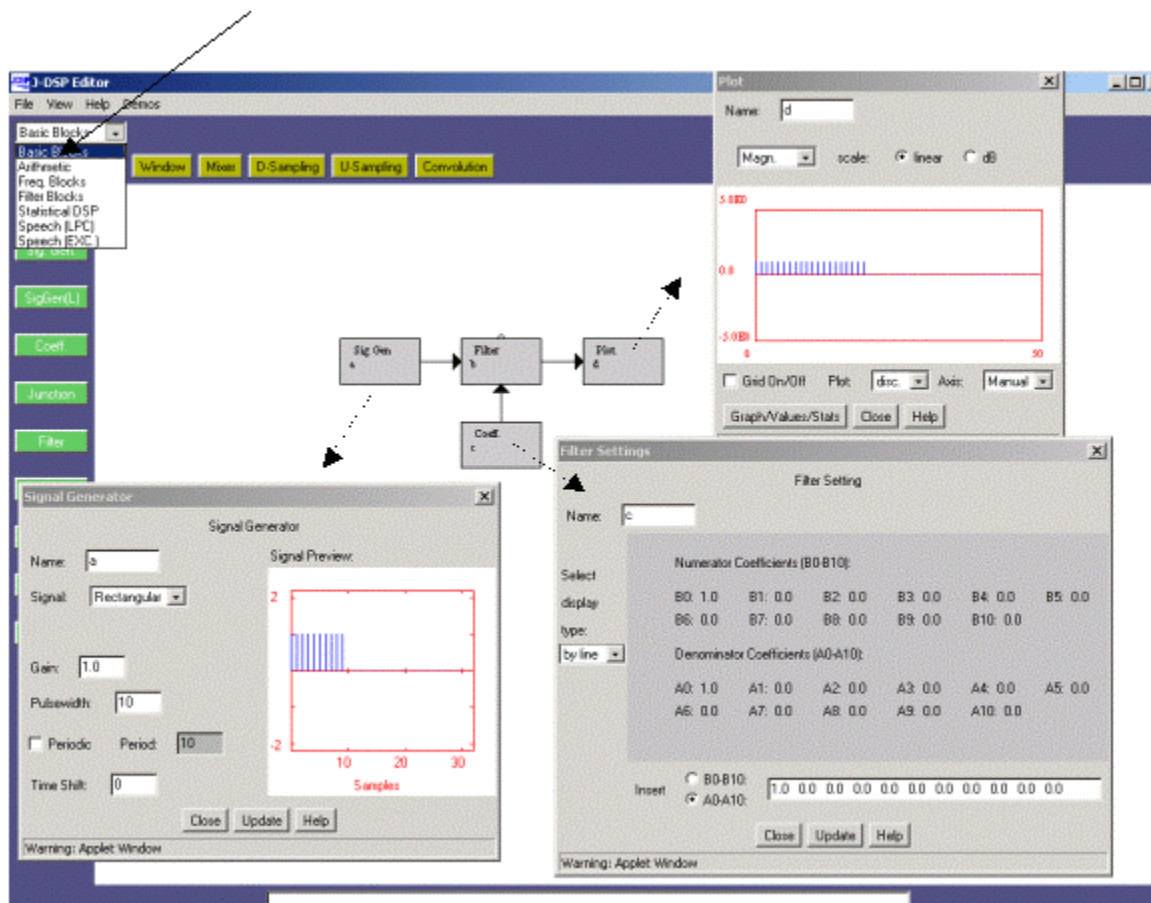 J-DSP Editor
File View Help Demos
Basic Blocks
Basic Blocks
Arithmetic
Freq. Blocks
Filter Blocks
Statistical DSP
Speech (LPC)
Speech (EXC.)
Window Mixer D-Sampling U-Sampling Convolution
Sig. Gen.
SigGen(L)
Coeff.
Junction
Filter
Sig Gen
a
Filter
b
Plot
d
Coeff.
c
Plot
Name: d
Magn. scale: linear dB
5.0E0
0.0
-5.0E0
0 50
Grid On/Off Plot: disc. Axis: Manual
Graph/Values/Stats Close Help
Signal Generator
Signal Generator
Name: a
Signal: Rectangular
Gain: 1.0
Pulsewidth: 10
Periodic Period: 10
Time Shift: 0
Signal Preview:
2
-2
10 20 30
Samples
Close Update Help
Warning: Applet Window
Filter Settings
Filter Setting
Name: c
Select
display
type:
by line
Numerator Coefficients (B0-B10):
B0: 1.0 B1: 0.0 B2: 0.0 B3: 0.0 B4: 0.0 B5: 0.0
B6: 0.0 B7: 0.0 B8: 0.0 B9: 0.0 B10: 0.0
Denominator Coefficients (A0-A10):
A0: 1.0 A1: 0.0 A2: 0.0 A3: 0.0 A4: 0.0 A5: 0.0
A6: 0.0 A7: 0.0 A8: 0.0 A9: 0.0 A10: 0.0
Insert B0-B10:
A0-A10:
1.0 0.0 0.0 0.0 0.0 0.0 0.0 0.0 0.0 0.0 0.0
Close Update Help
Warning: Applet Window